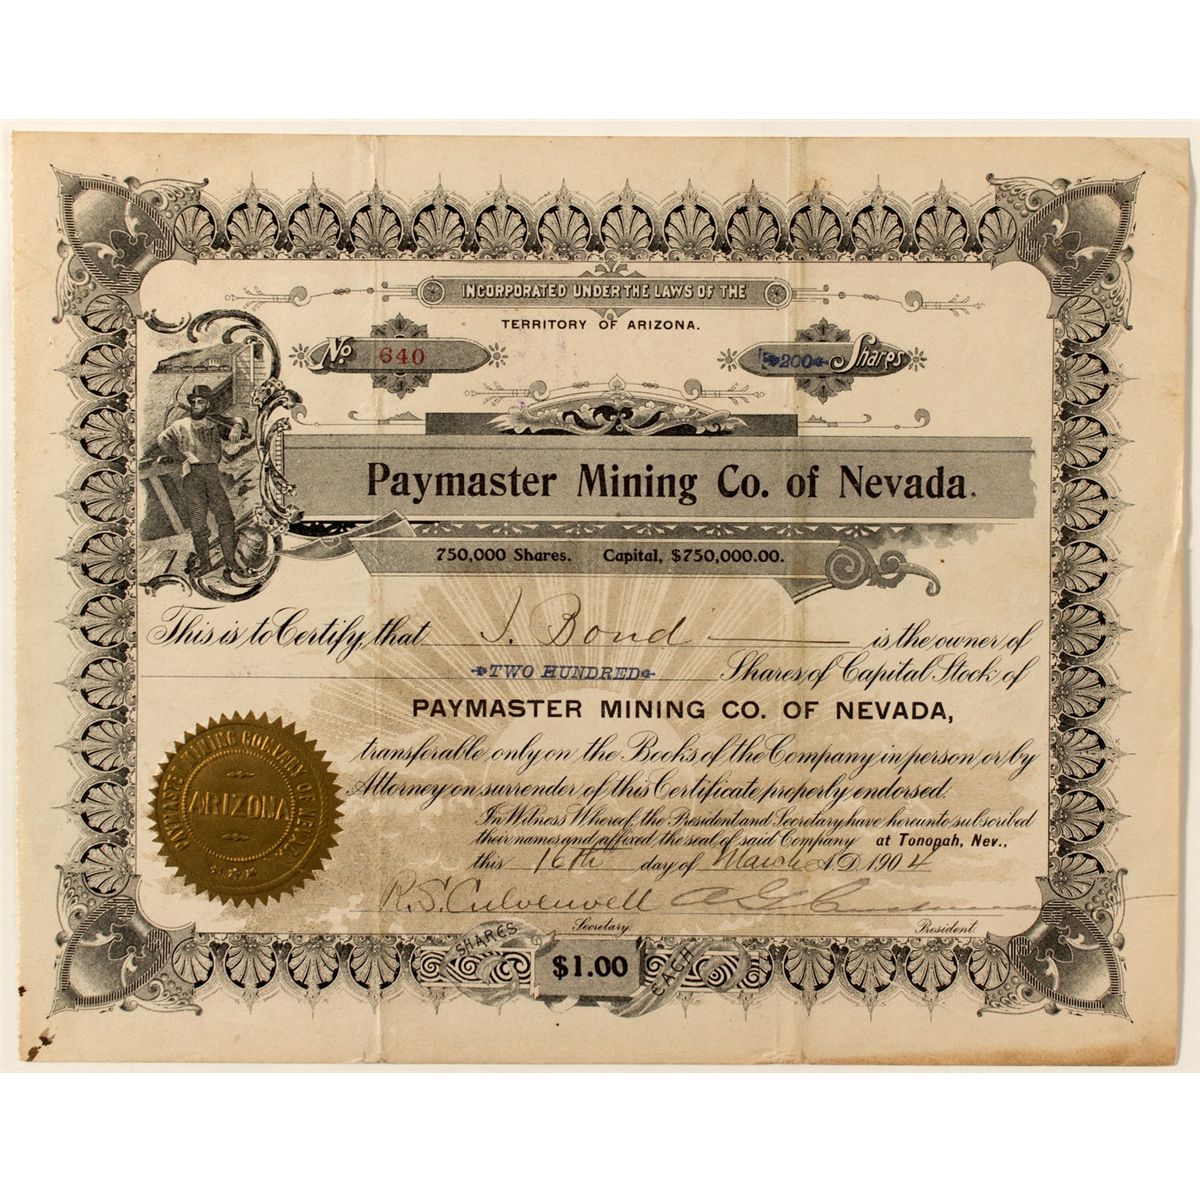 INCORPORATED UNDER THE LAWS OF THE
TERRITORY OF ARIZONA.
No 640
200 Shares
Paymaster Mining Co. of Nevada.
750,000 Shares. Capital, $750,000.00.
This is to Certify, that J. Bond is the owner of
TWO HUNDRED Shares of Capital Stock of
PAYMASTER MINING CO. OF NEVADA,
transferable only on the Books of the Company in person or by
Attorney on surrender of this Certificate properly endorsed.
In Witness Whereof, the President and Secretary have hereunto subscribed
their names and affixed the seal of said Company at Tonopah, Nev.,
this 16th day of March A.D. 1904
R.S. Culverwell
Secretary.
President.
PAYMASTER MINING COMPANY OF NEVADA
ARIZONA
SHARES $1.00 EACH